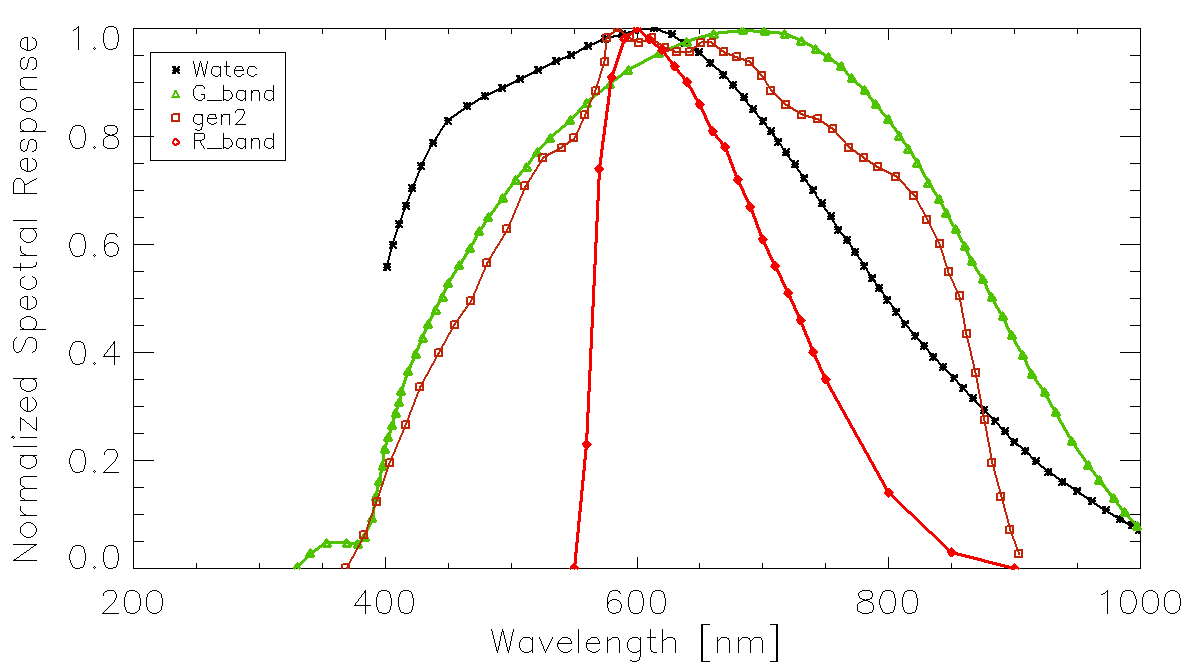 Normalized Spectral Response
1.0
0.8
0.6
0.4
0.2
0.0
Watec
G_band
gen2
R_band
200 400 600 800 1000
Wavelength [nm]